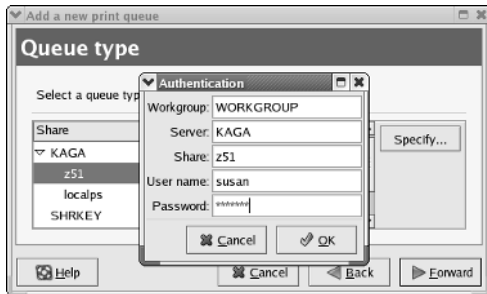 Add a new print queue
Queue type
Select a queue typ
Share
KAGA
z51
localps
SHRKEY
Specify...
Authentication
Workgroup: WORKGROUP
Server: KAGA
Share: z51
User name: susan
Password: *******
Cancel OK
Help Cancel Back Forward